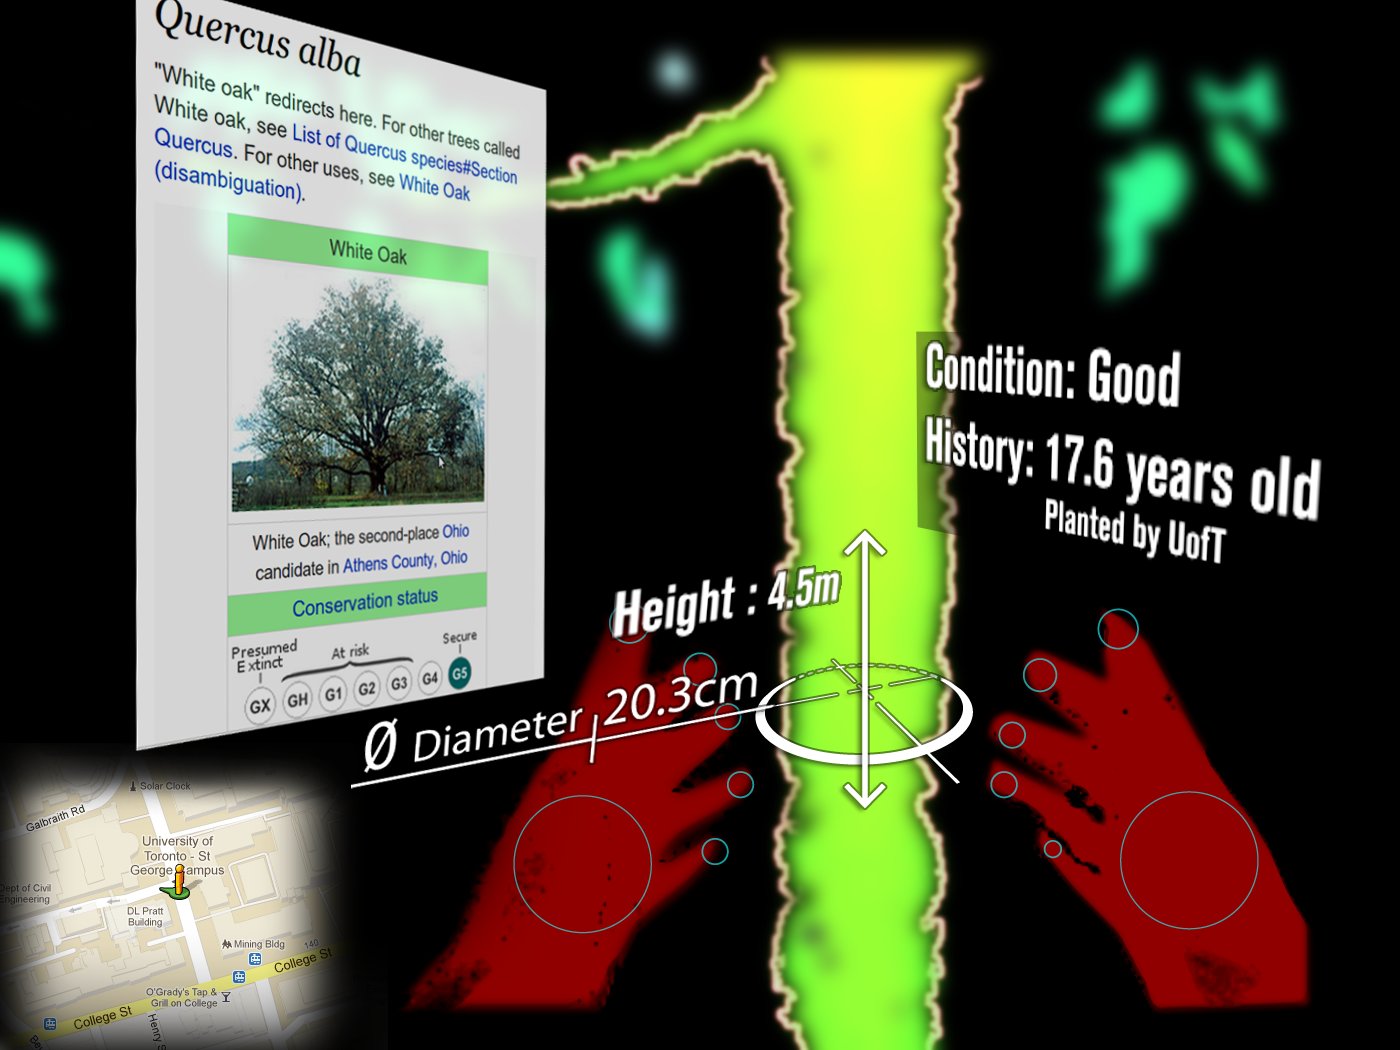 Quercus alba
"White oak" redirects here. For other trees called
White oak, see List of Quercus species#Section
Quercus. For other uses, see White Oak
(disambiguation).
White Oak
White Oak; the second-place Ohio
candidate in Athens County, Ohio
Conservation status
Presumed
Extinct
At risk
Secure
GX GH G1 G2 G3 G4 G5
Condition: Good
History: 17.6 years old
Planted by UofT
Height : 4.5m
Ø Diameter 20.3cm
Solar Clock
Galbraith Rd
University of
Toronto - St
George Campus
Dept of Civil
Engineering
DL Pratt
Building
Mining Bldg
140
College St
O'Grady's Tap &
Grill on College
College St
Henry S